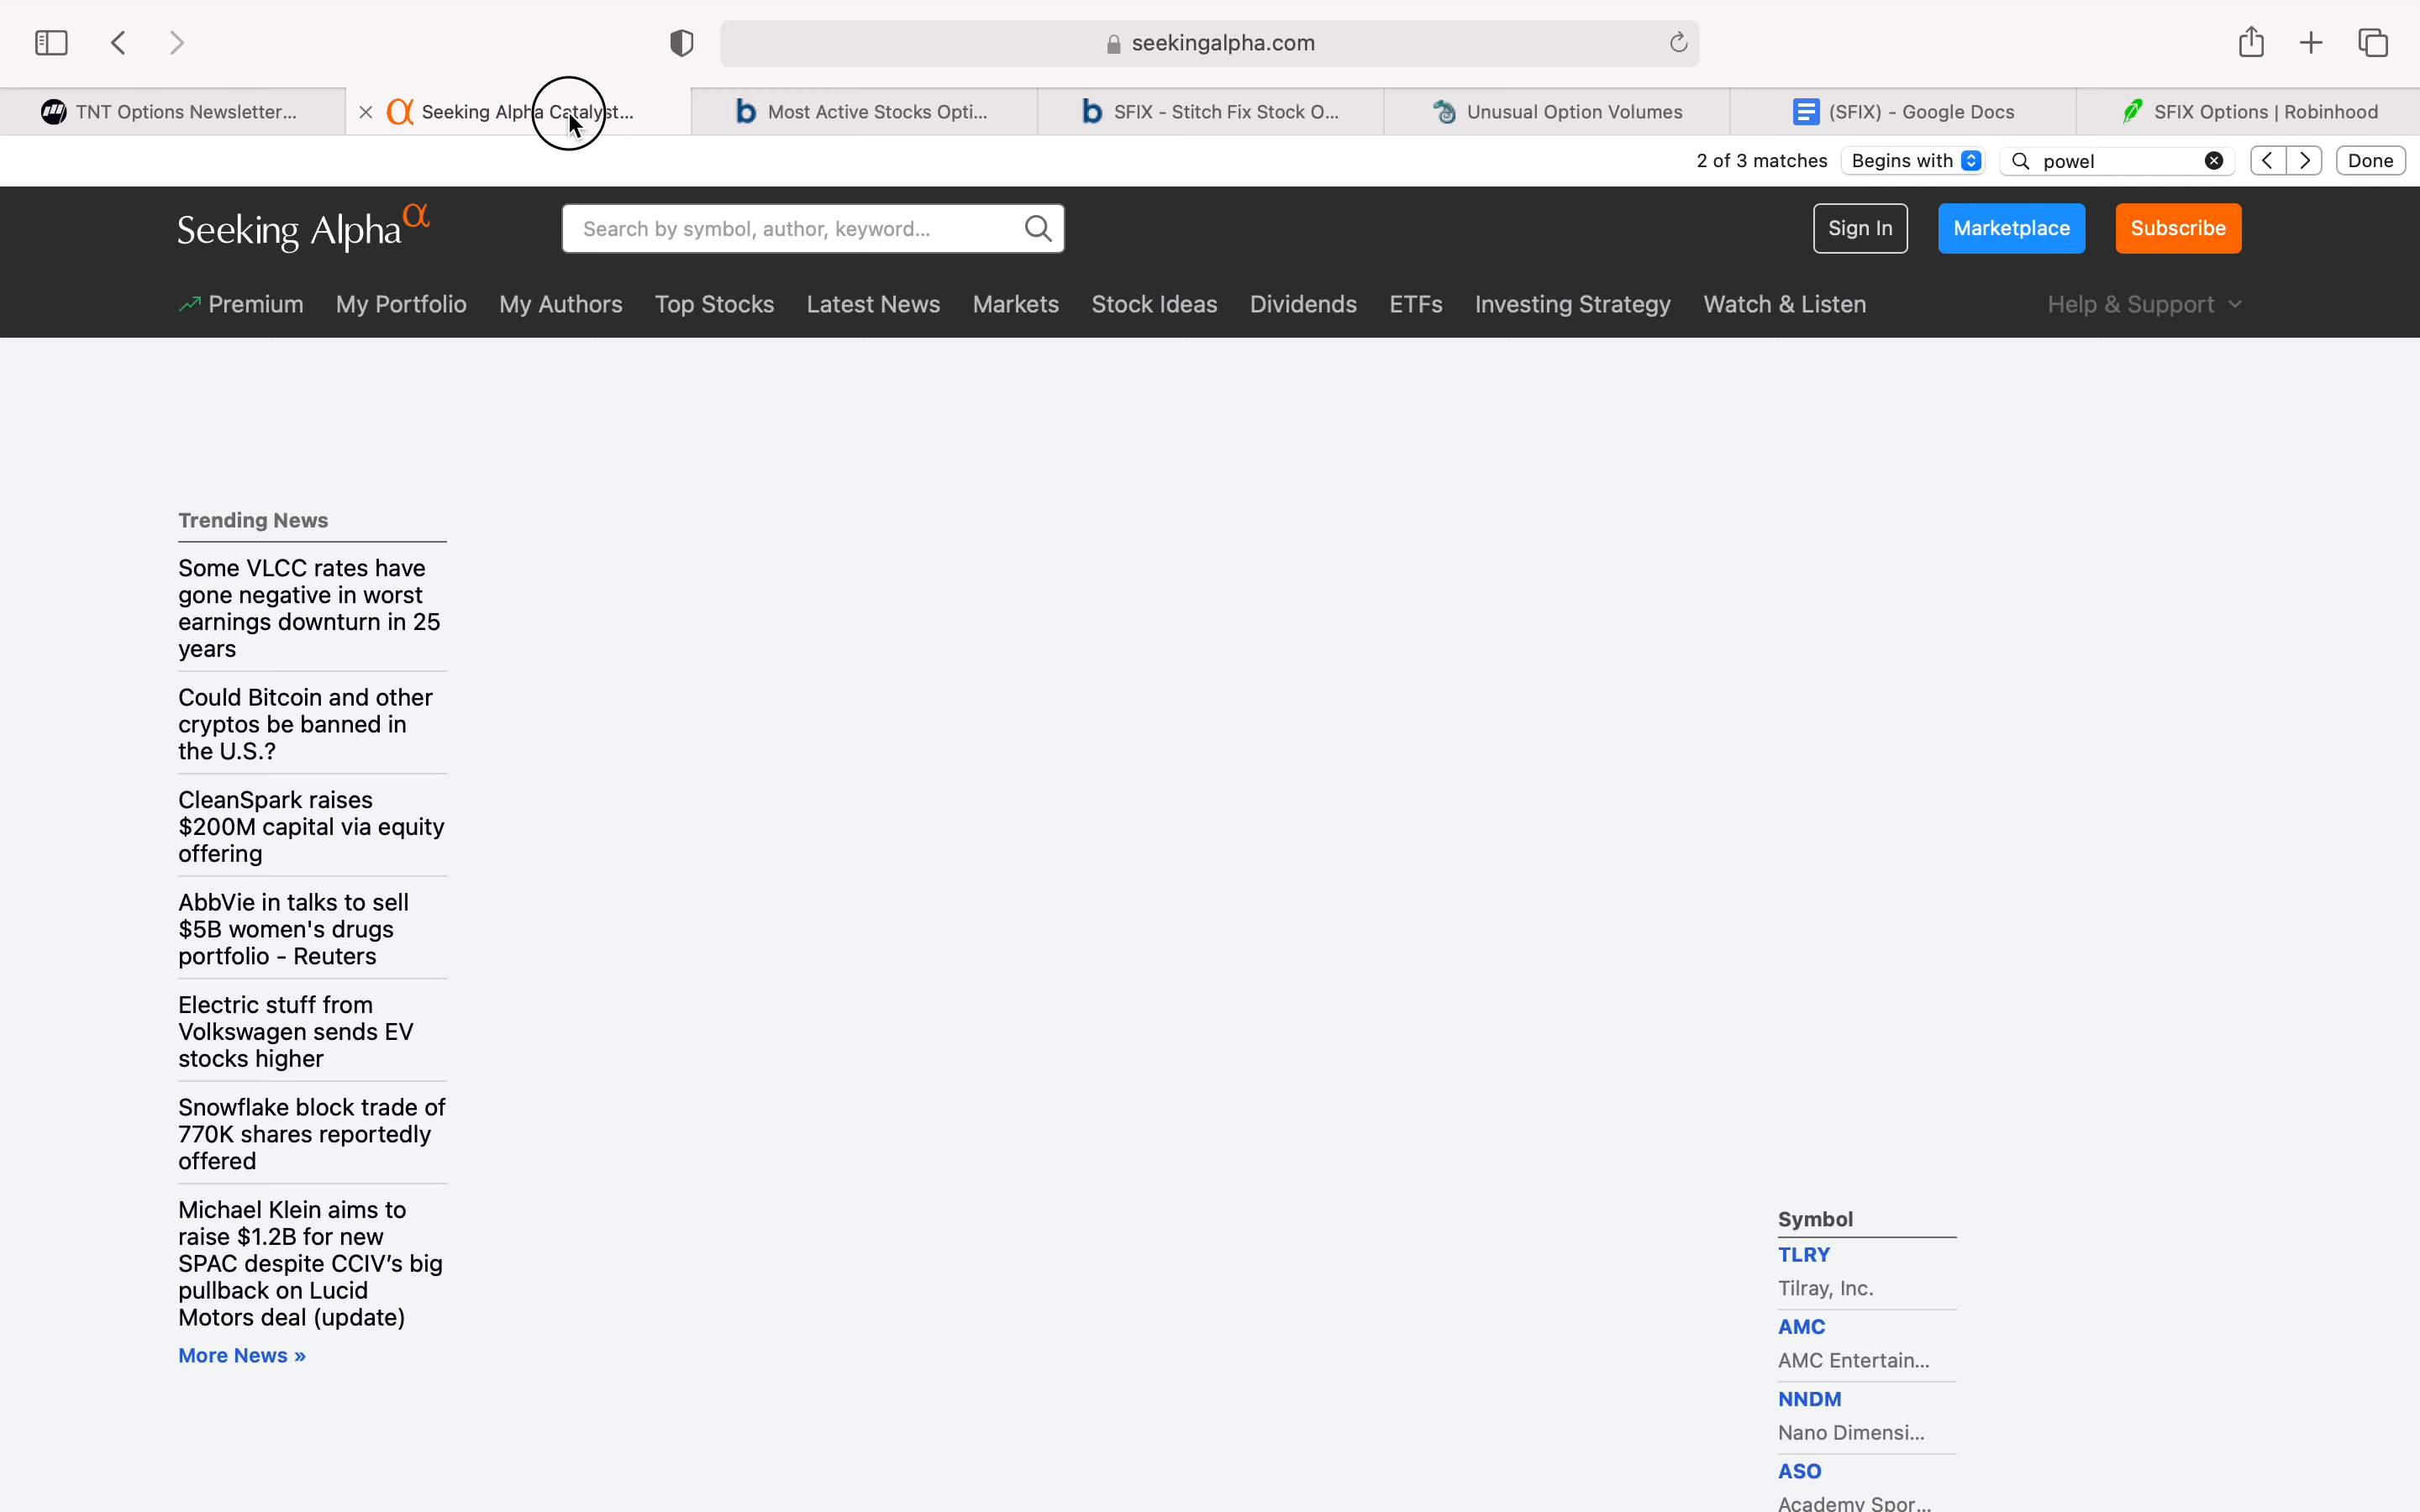 seekingalpha.com
TNT Options Newsletter...
Seeking Alpha Catalyst...
Most Active Stocks Opti...
SFIX - Stitch Fix Stock O...
Unusual Option Volumes
(SFIX) - Google Docs
SFIX Options | Robinhood
2 of 3 matches
Begins with
powel
Done
Seeking Alpha α
Search by symbol, author, keyword...
Sign In
Marketplace
Subscribe
Premium
My Portfolio
My Authors
Top Stocks
Latest News
Markets
Stock Ideas
Dividends
ETFs
Investing Strategy
Watch & Listen
Help & Support
Trending News
Some VLCC rates have
gone negative in worst
earnings downturn in 25
years
Could Bitcoin and other
cryptos be banned in
the U.S.?
CleanSpark raises
$200M capital via equity
offering
AbbVie in talks to sell
$5B women's drugs
portfolio - Reuters
Electric stuff from
Volkswagen sends EV
stocks higher
Snowflake block trade of
770K shares reportedly
offered
Michael Klein aims to
raise $1.2B for new
SPAC despite CCIV's big
pullback on Lucid
Motors deal (update)
More News »
Symbol
TLRY
Tilray, Inc.
AMC
AMC Entertain...
NNDM
Nano Dimensi...
ASO
Academy Spor...